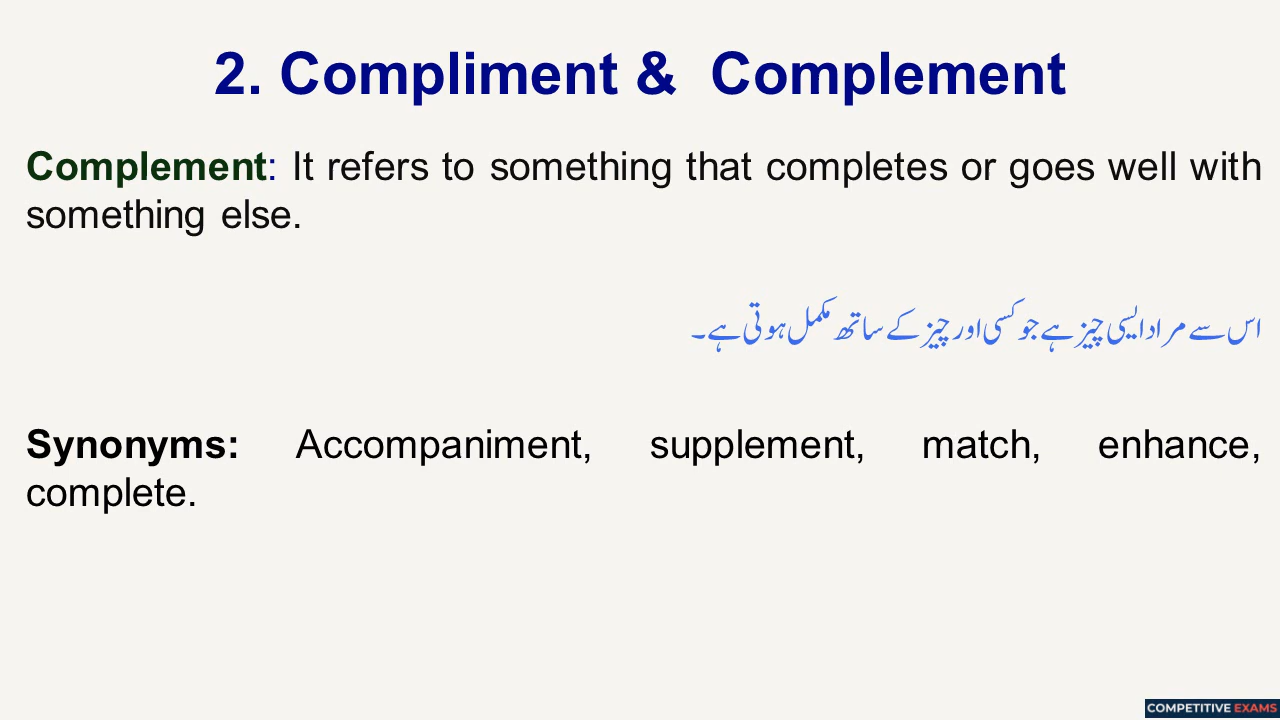 2. Compliment & Complement
Complement: It refers to something that completes or goes well with
something else.
اس سے مراد ایسی چیز ہے جو کسی اور چیز کے ساتھ مکمل ہوتی ہے۔
Synonyms: Accompaniment, supplement, match, enhance,
complete.
COMPETITIVE EXAMS